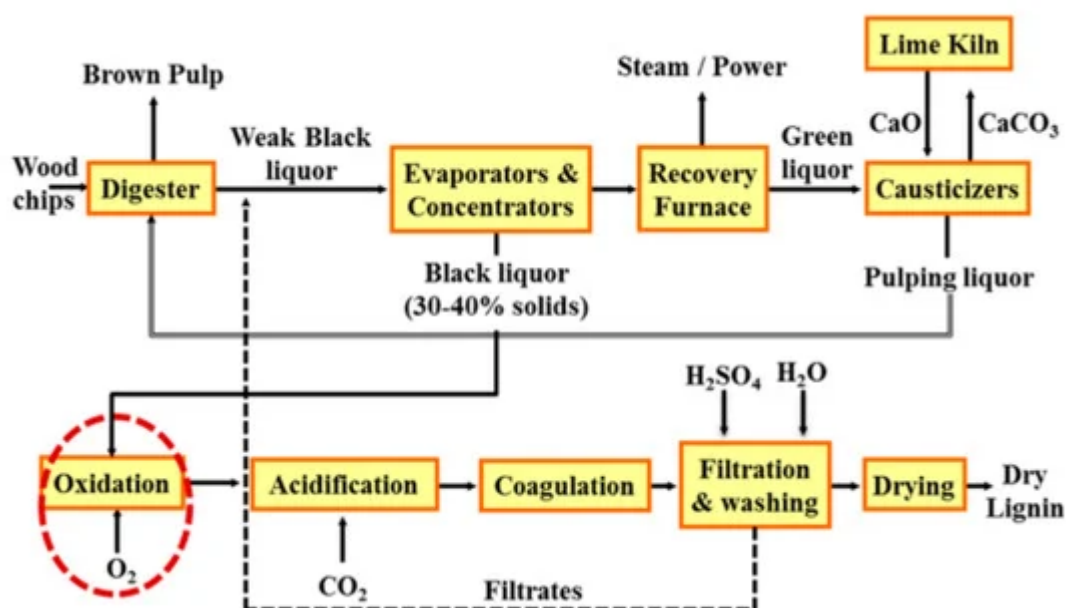 Lime Kiln
Brown Pulp
Steam / Power
CaO
CaCO₃
Weak Black
liquor
Green
liquor
Wood
chips
Digester
Evaporators &
Concentrators
Recovery
Furnace
Causticizers
Black liquor
(30-40% solids)
Pulping liquor
H₂SO₄
H₂O
Oxidation
Acidification
Coagulation
Filtration
& washing
Drying
Dry
Lignin
O₂
CO₂
Filtrates